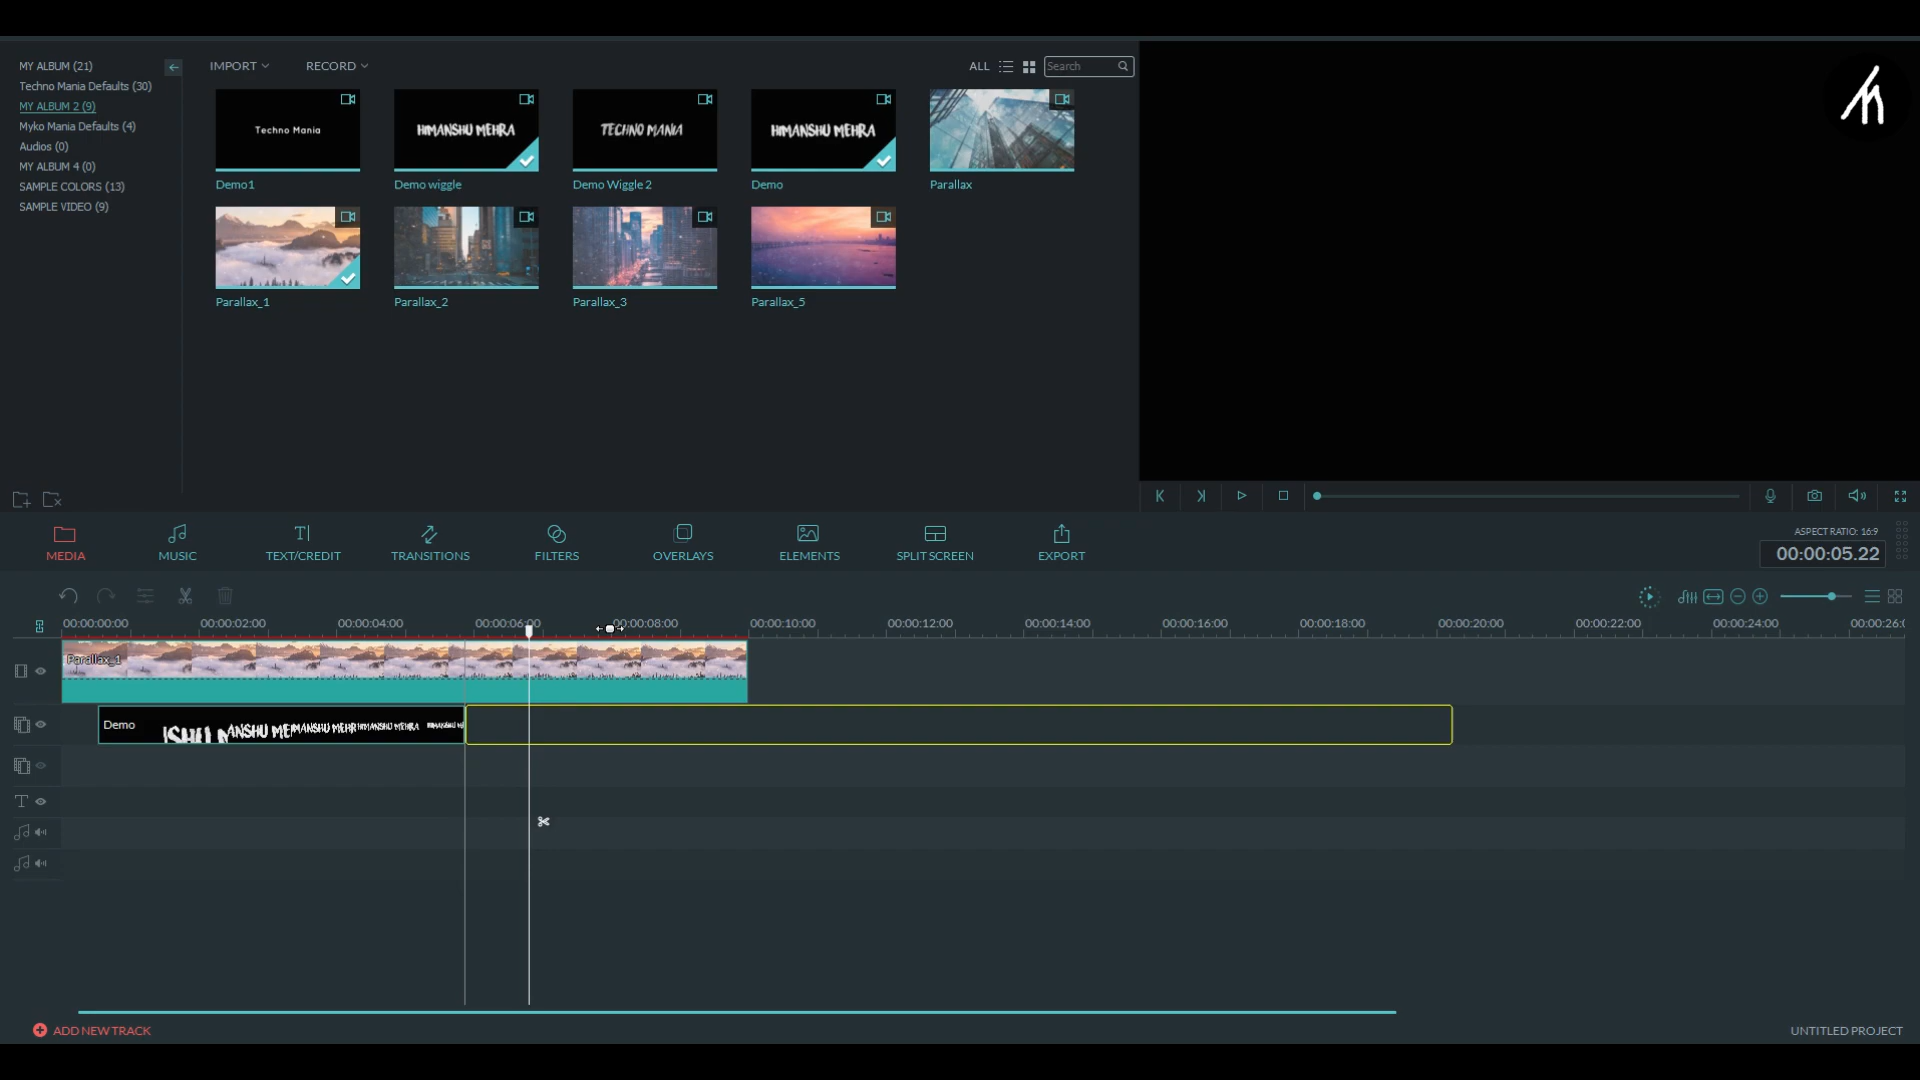 MY ALBUM (21)
Techno Mania Defaults (30)
MY ALBUM 2 (9)
Myko Mania Defaults (4)
Audios (0)
MY ALBUM 4 (0)
SAMPLE COLORS (13)
SAMPLE VIDEO (9)
IMPORT RECORD ALL Search
Techno Mania HIMANSHU MEHRA TECHNO MANIA HIMANSHU MEHRA
Demo1 Demo wiggle Demo Wiggle 2 Demo Parallax
Parallax_1 Parallax_2 Parallax_3 Parallax_5
MEDIA MUSIC TEXT/CREDIT TRANSITIONS FILTERS OVERLAYS ELEMENTS SPLIT SCREEN EXPORT
ASPECT RATIO: 16:9
00:00:05.22
00:00:00:00 00:00:02:00 00:00:04:00 00:00:06:00 00:00:08:00 00:00:10:00 00:00:12:00 00:00:14:00 00:00:16:00 00:00:18:00 00:00:20:00 00:00:22:00 00:00:24:00 00:00:26:0
Parallax_1
Demo
ADD NEW TRACK
UNTITLED PROJECT